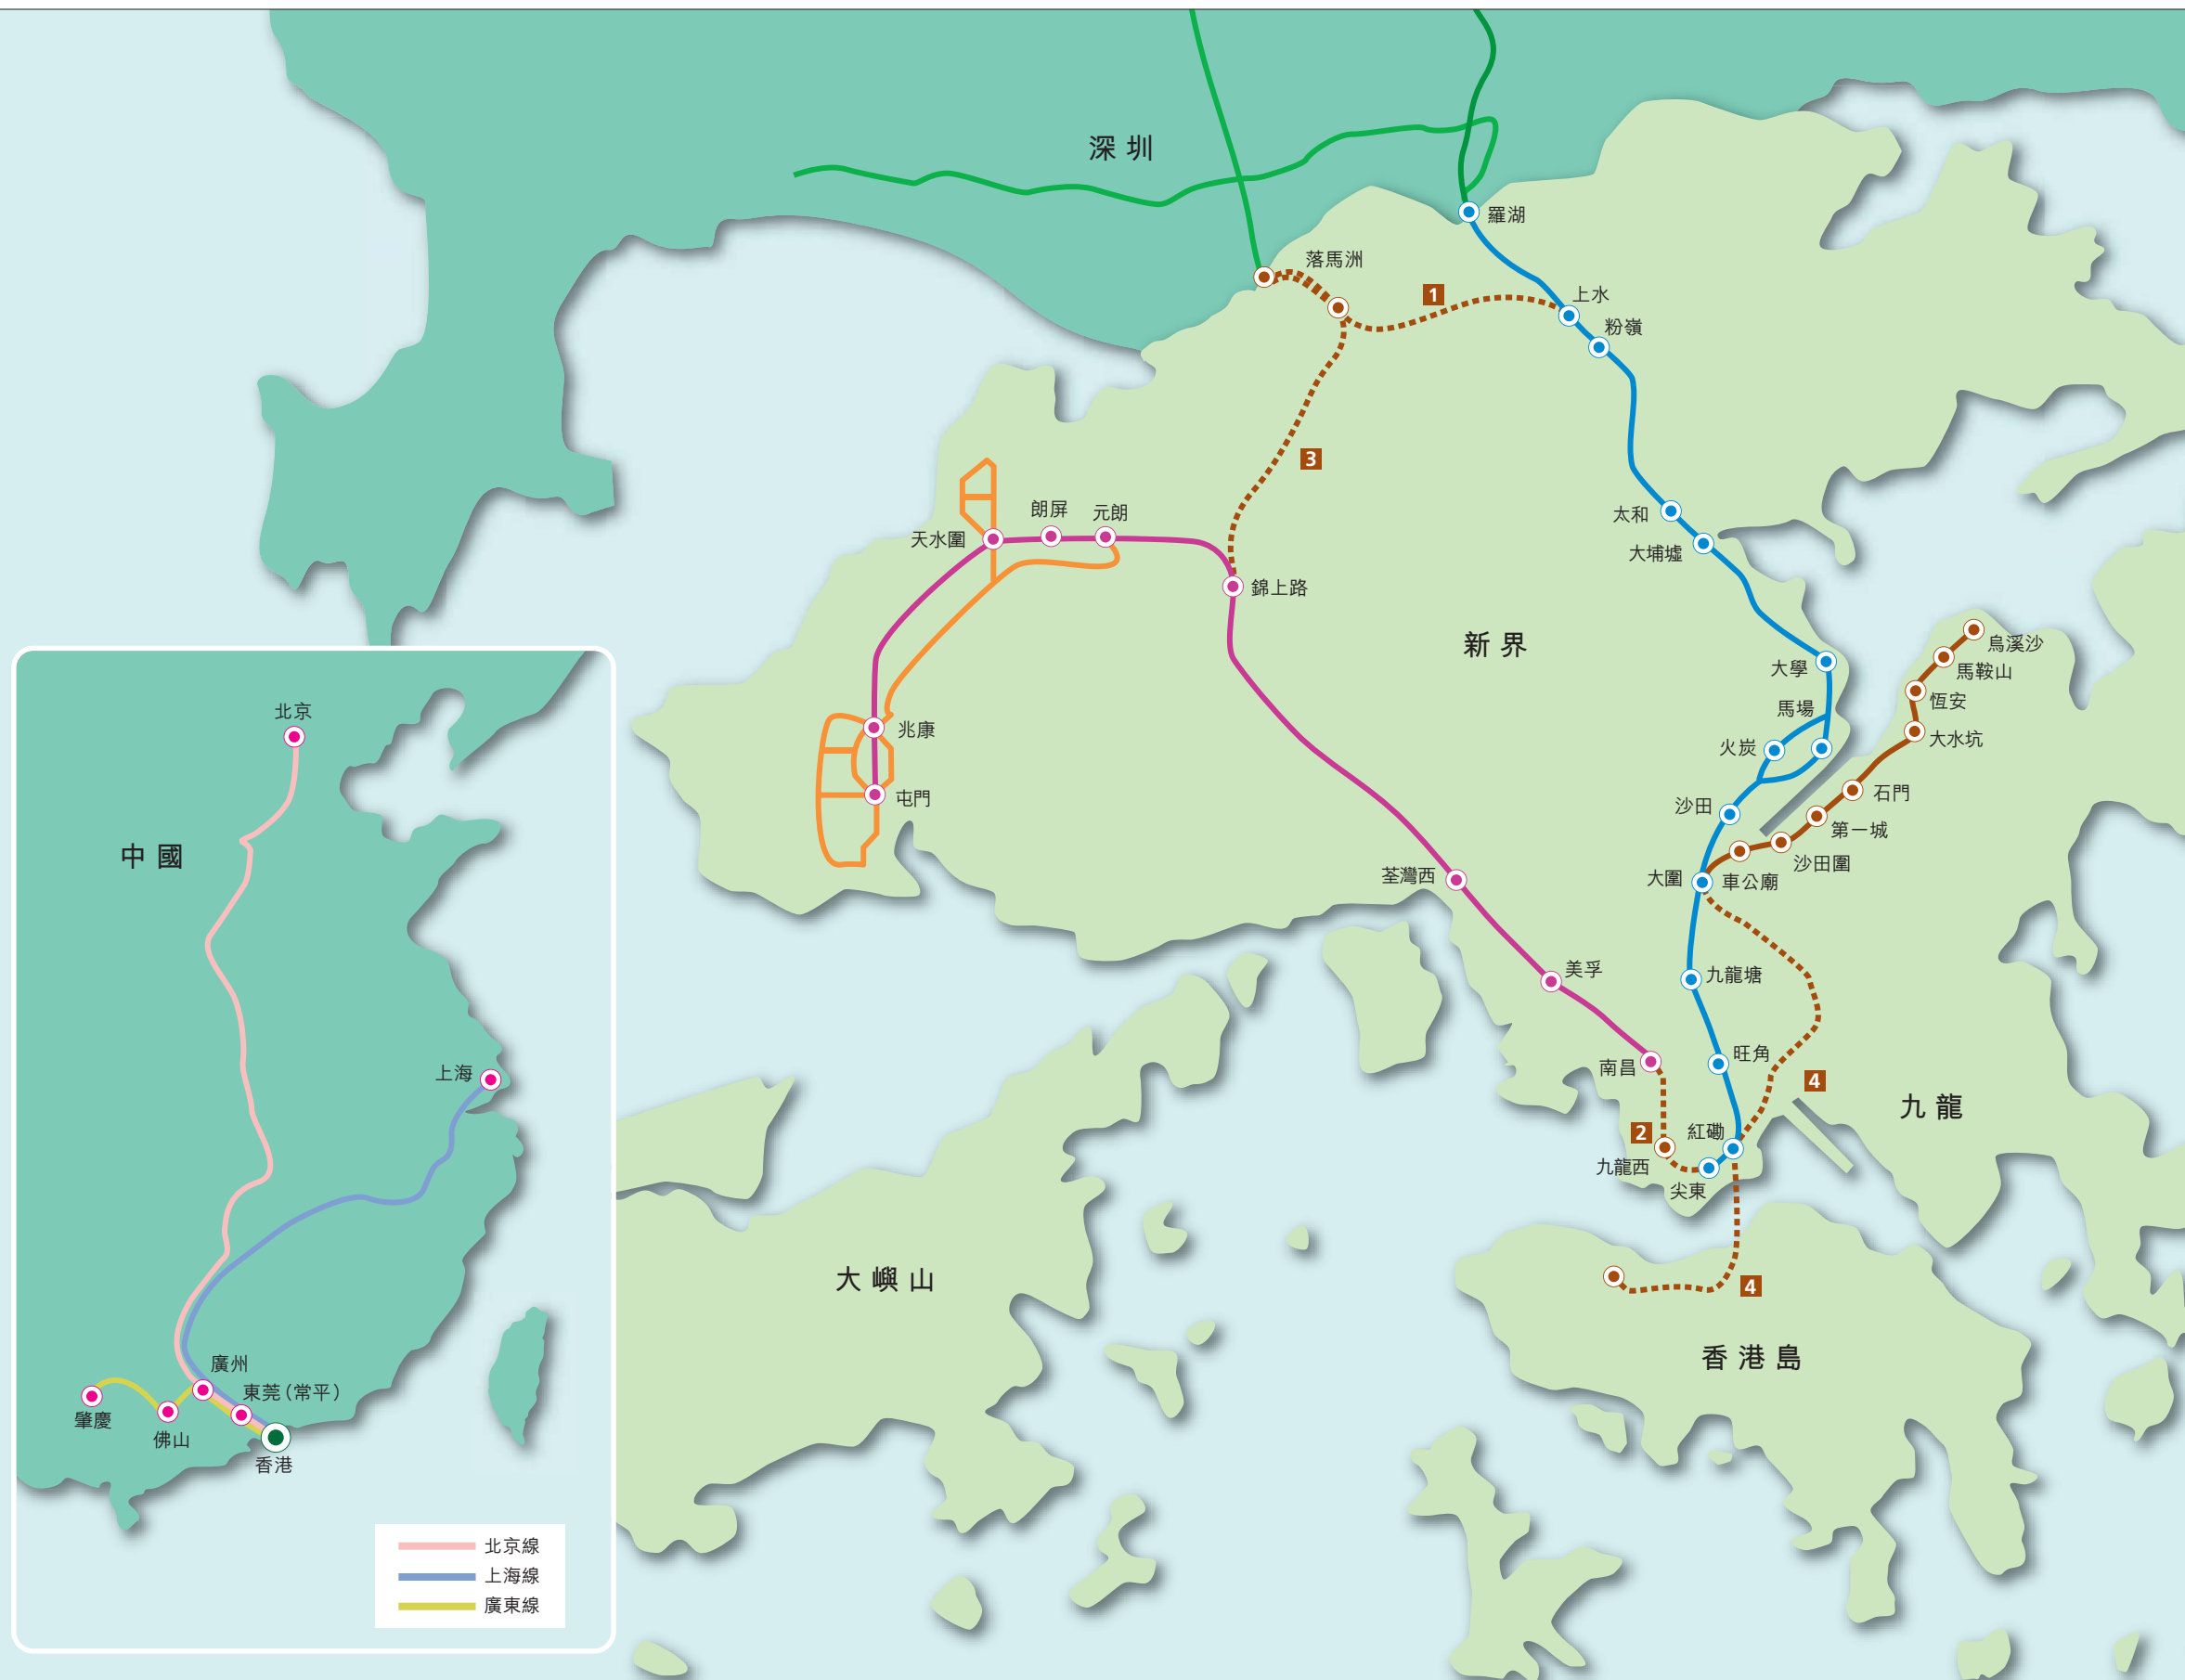 深圳
羅湖
落馬洲
1
上水
粉嶺
3
朗屏
元朗
太和
天水圍
大埔墟
錦上路
新界
烏溪沙
大學
馬鞍山
恆安
馬場
北京
兆康
火炭
大水坑
屯門
石門
沙田
第一城
中國
沙田圍
荃灣西
大圍
車公廟
美孚
九龍塘
旺角
上海
南昌
4
九龍
2
紅磡
九龍西
尖東
大嶼山
4
香港島
廣州
東莞(常平)
肇慶
佛山
香港
北京線
上海線
廣東線